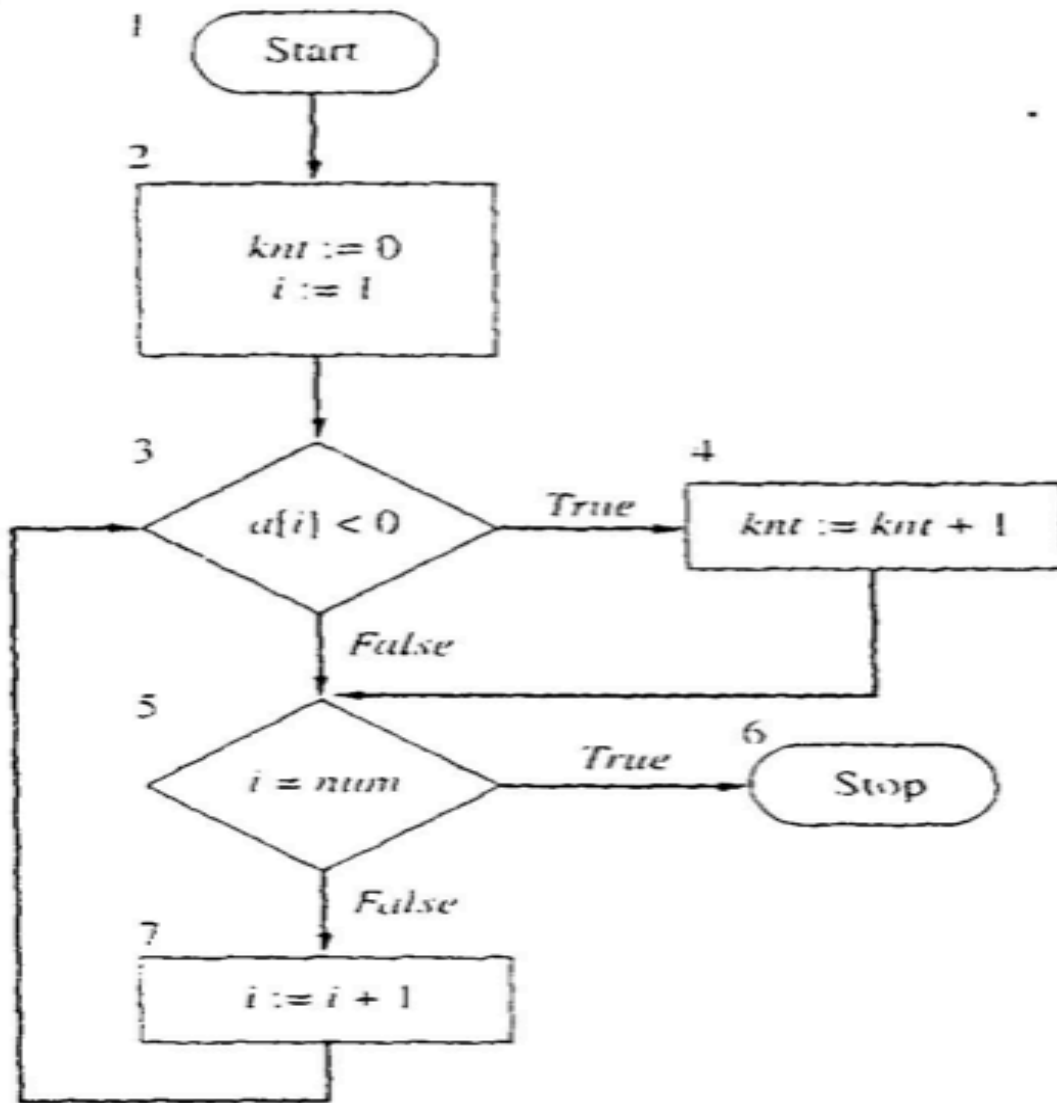 1
Start
2
knt := 0
i := 1
3
a[i] < 0
True
4
knt := knt + 1
False
5
i = num
True
6
Stop
False
7
i := i + 1